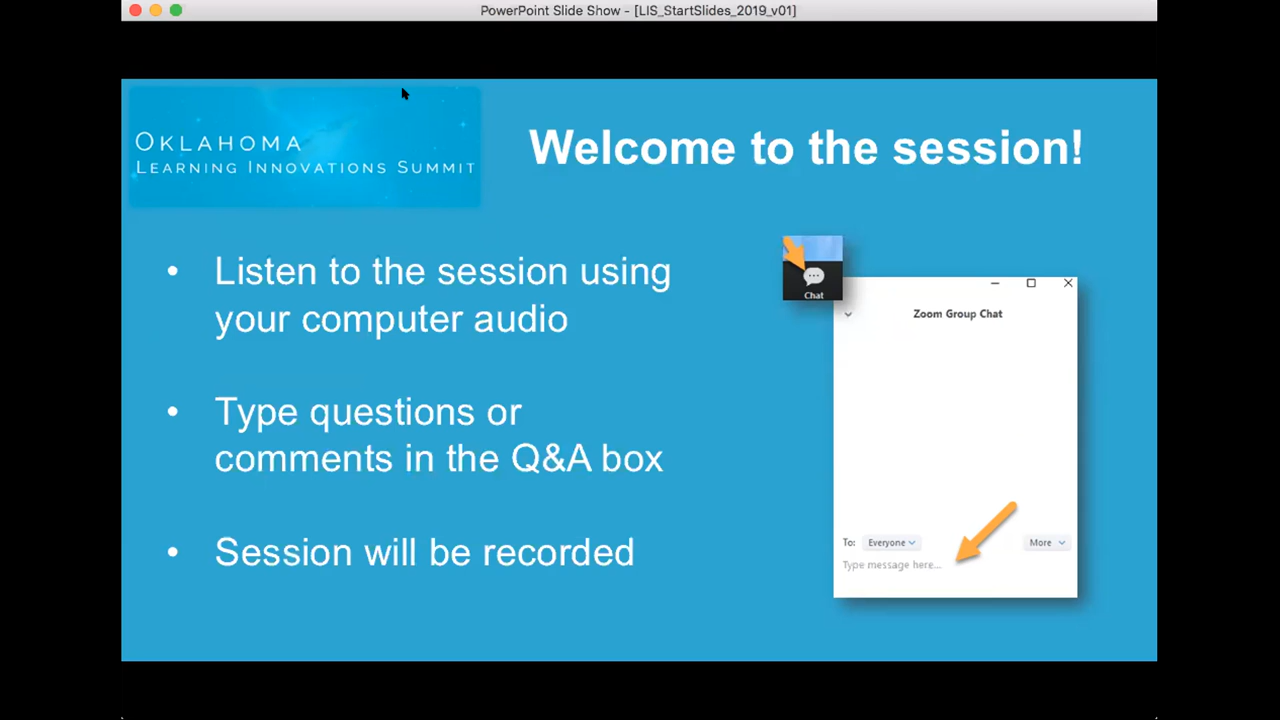 PowerPoint Slide Show - [LIS_StartSlides_2019_v01]
OKLAHOMA
LEARNING INNOVATIONS SUMMIT
Welcome to the session!
• Listen to the session using
your computer audio
• Type questions or
comments in the Q&A box
• Session will be recorded
Chat
Zoom Group Chat
To: Everyone More
Type message here...